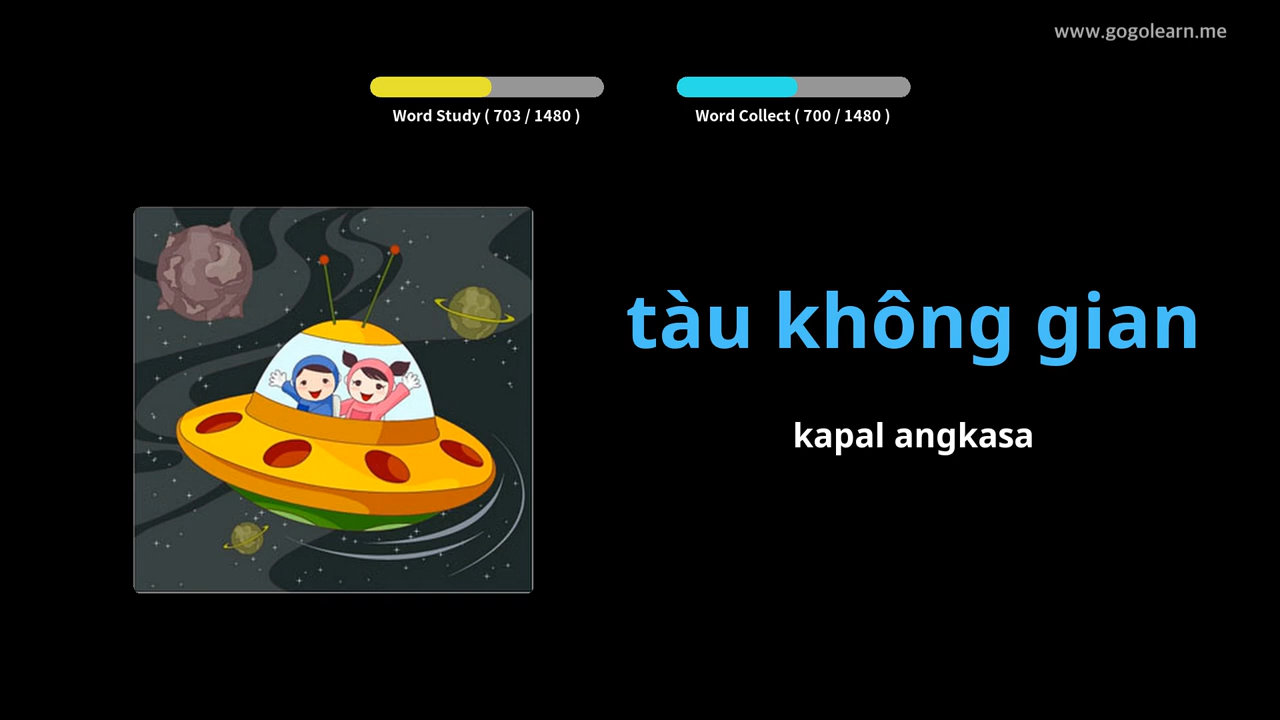 www.gogolearn.me
Word Study ( 703 / 1480 )
Word Collect ( 700 / 1480 )
tàu không gian
kapal angkasa